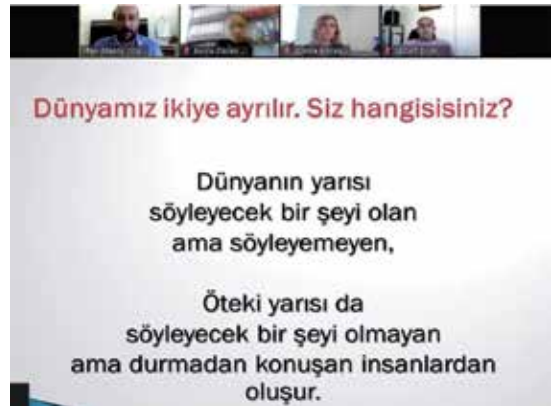 Dünyamız ikiye ayrılır. Siz hangisisiniz?
Dünyanın yarısı
söyleyecek bir şeyi olan
ama söyleyemeyen,
Öteki yarısı da
söyleyecek bir şeyi olmayan
ama durmadan konuşan insanlardan
oluşur.